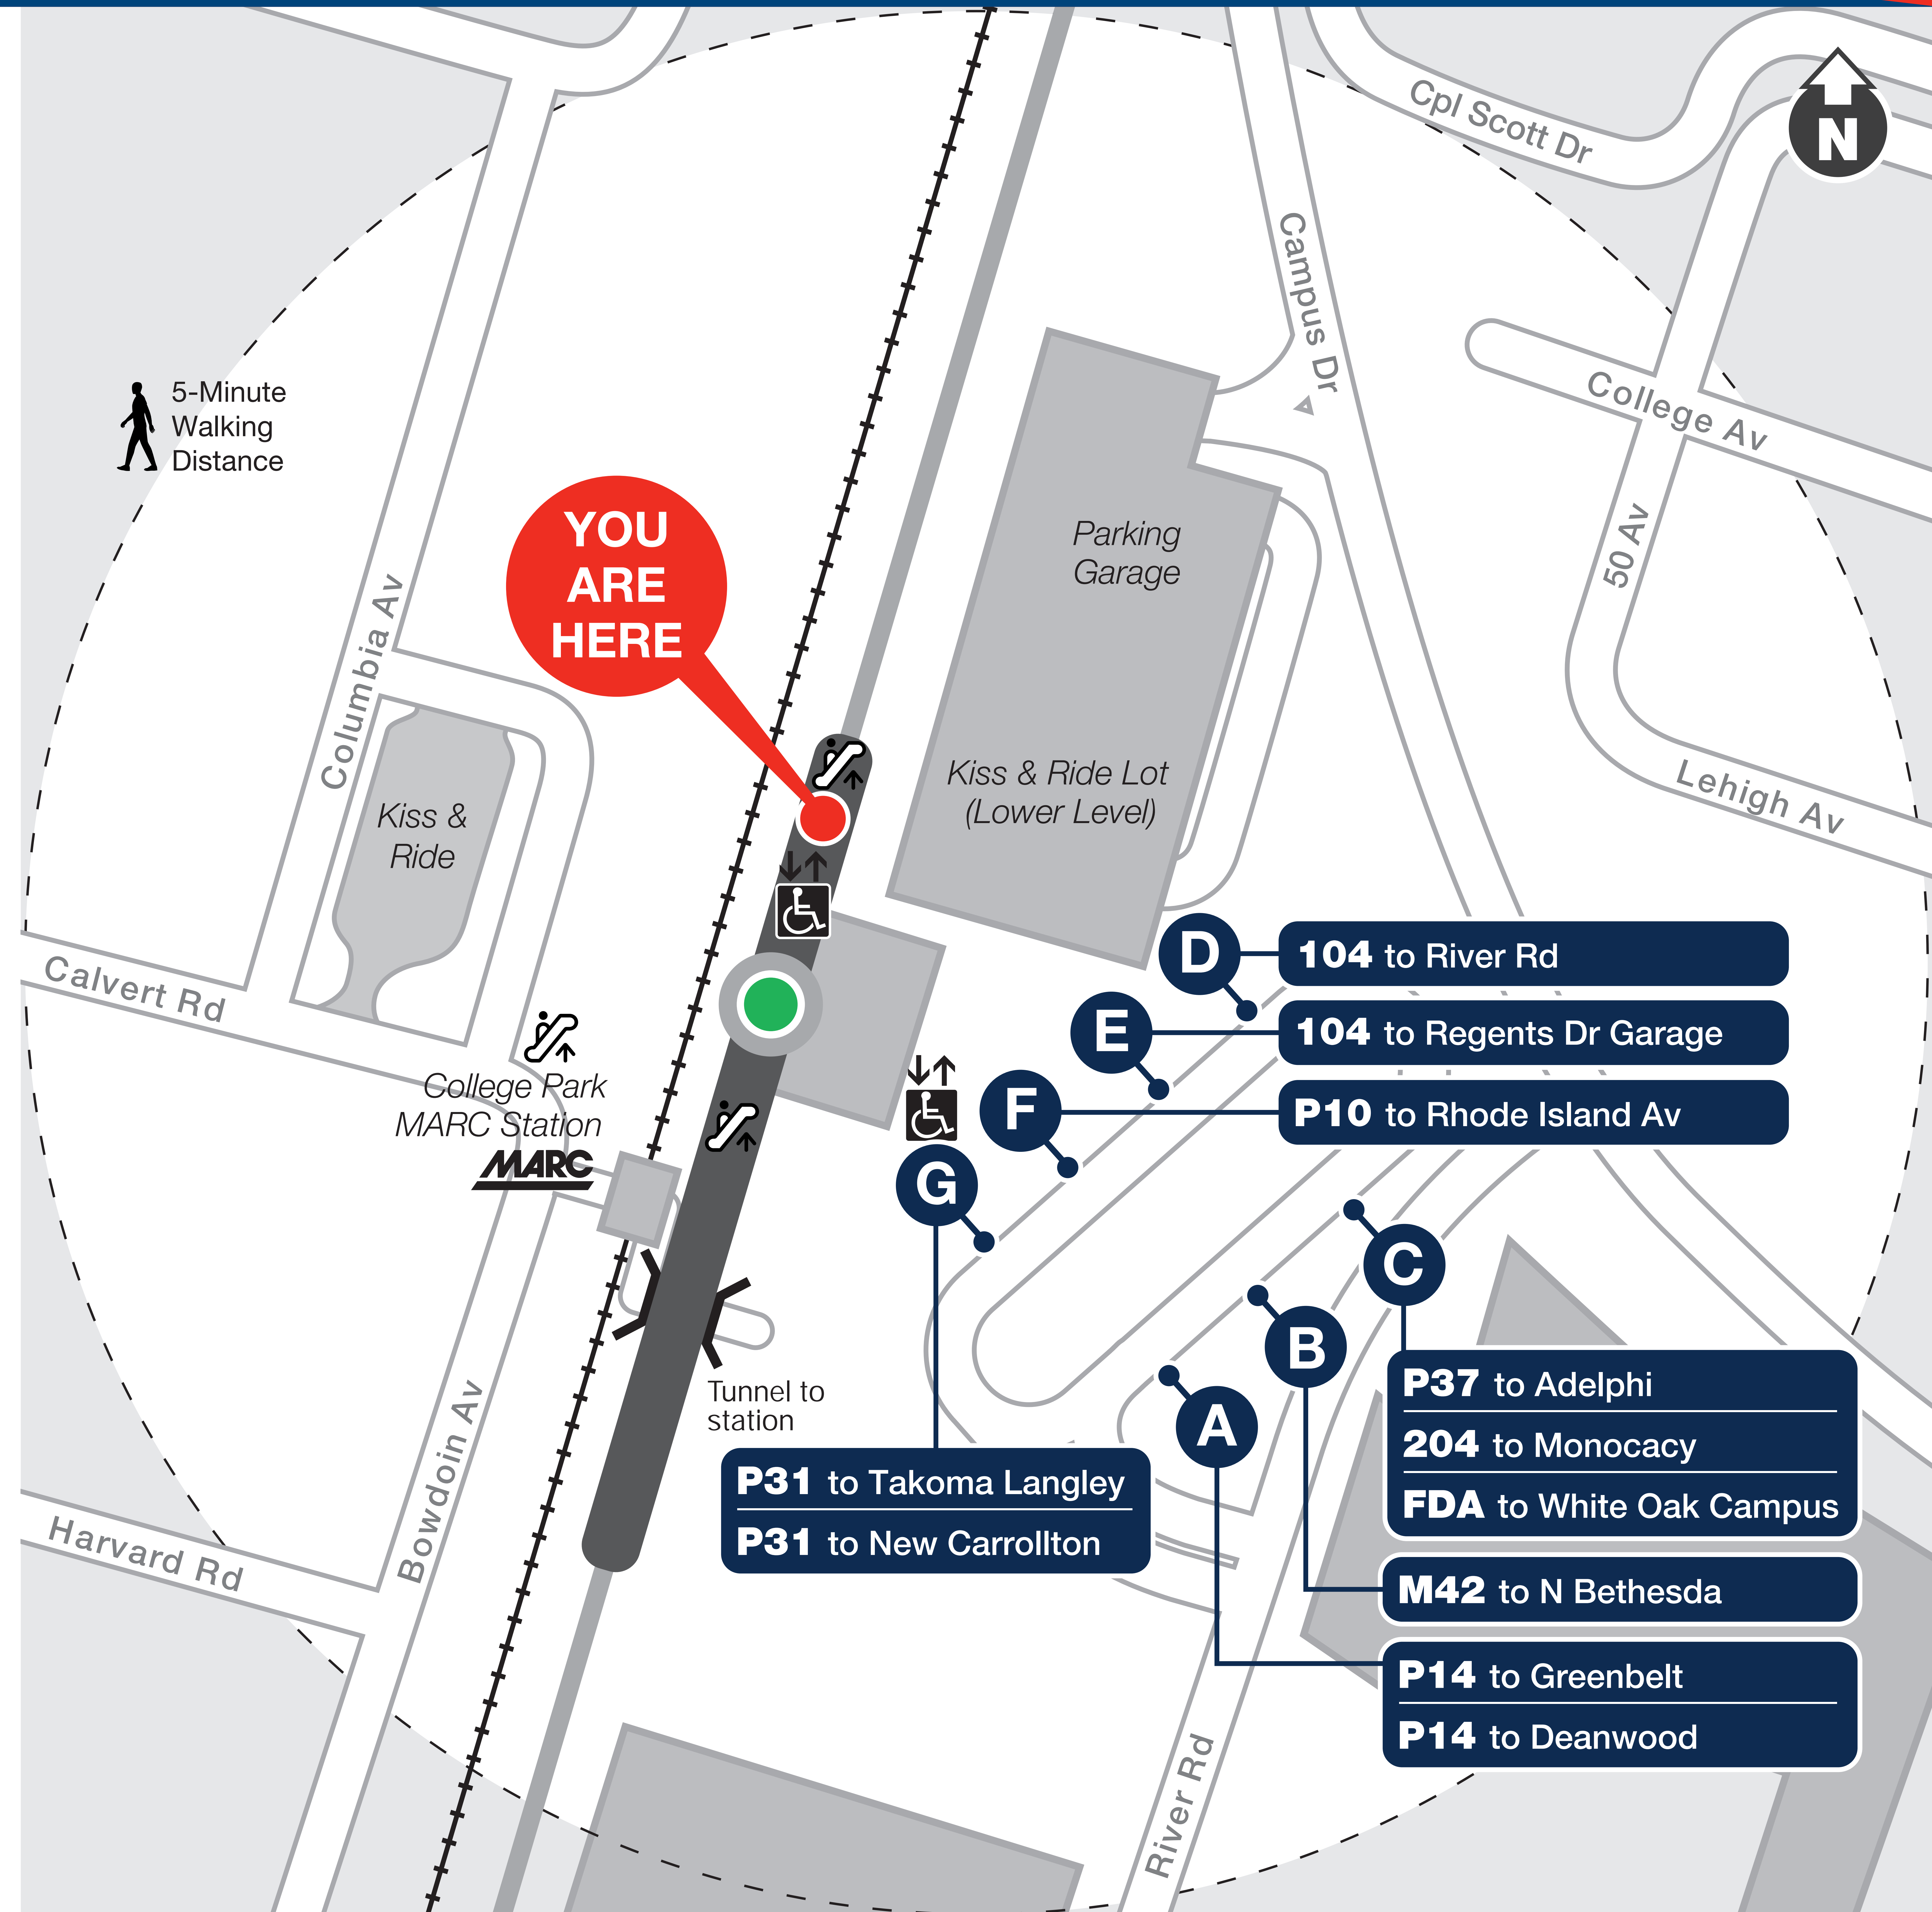 Cpl Scott Dr
N
Campus Dr
5-Minute
Walking
Distance
College Av
YOU
ARE
HERE
50 Av
Parking
Garage
Columbia Av
Kiss & Ride Lot
(Lower Level)
Lehigh Av
Kiss &
Ride
Calvert Rd
D
104 to River Rd
E
104 to Regents Dr Garage
College Park
MARC Station
MARC
F
P10 to Rhode Island Av
G
C
B
A
Tunnel to
station
P31 to Takoma Langley
P31 to New Carrollton
P37 to Adelphi
204 to Monocacy
FDA to White Oak Campus
M42 to N Bethesda
P14 to Greenbelt
P14 to Deanwood
Bowdoin Av
Harvard Rd
River Rd